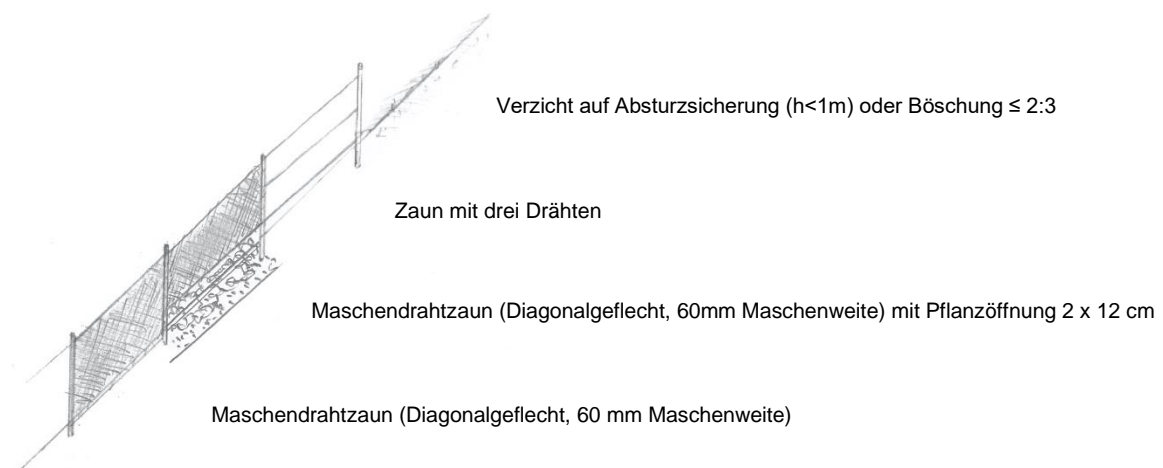 Verzicht auf Absturzsicherung (h<1m) oder Böschung ≤ 2:3
Zaun mit drei Drähten
Maschendrahtzaun (Diagonalgeflecht, 60mm Maschenweite) mit Pflanzöffnung 2 x 12 cm
Maschendrahtzaun (Diagonalgeflecht, 60 mm Maschenweite)